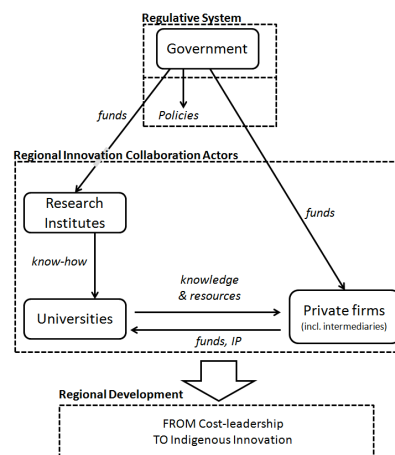 Regulative System
Government
funds
Policies
Regional Innovation Collaboration Actors
Research
Institutes
funds
know-how
knowledge
& resources
Universities
Private firms
(incl. intermediaries)
funds, IP
Regional Development
FROM Cost-leadership
TO Indigenous Innovation